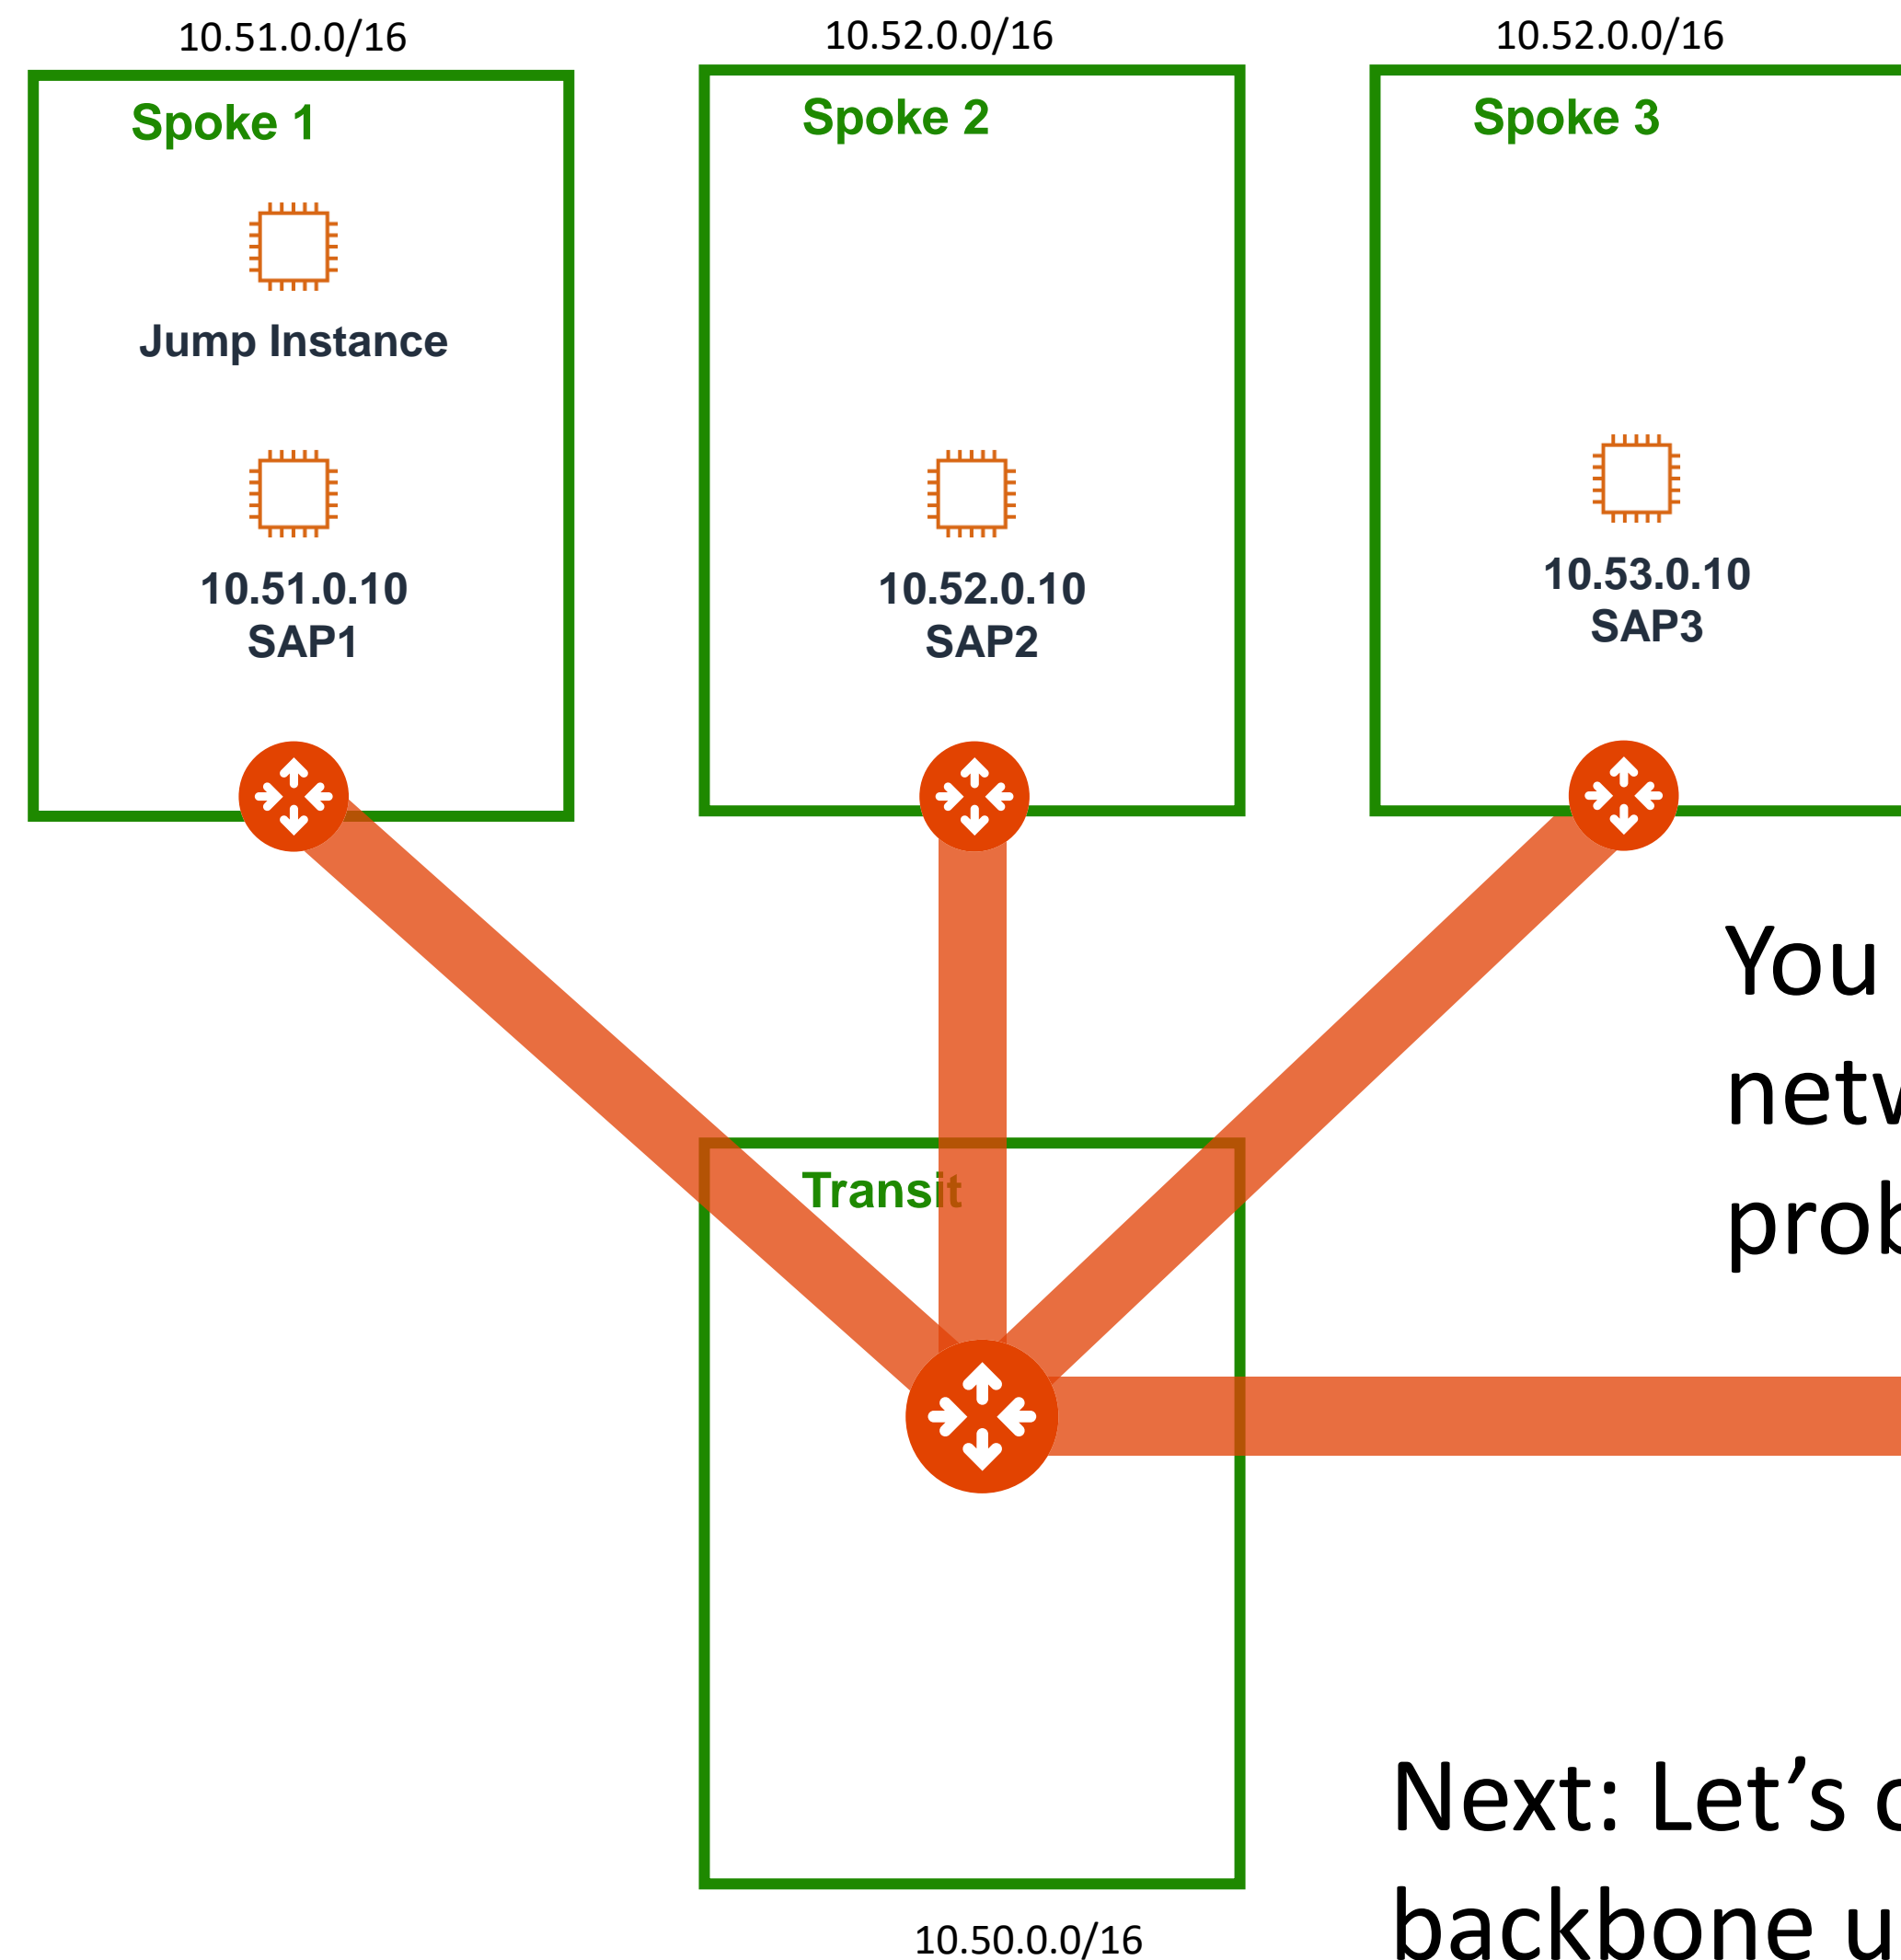 10.51.0.0/16
10.52.0.0/16
10.52.0.0/16
Spoke 1
Spoke 2
Spoke 3
Jump Instance
10.51.0.10
SAP1
10.52.0.10
SAP2
10.53.0.10
SAP3
You
Transit
10.50.0.0/16
Next: Let’s
backbone